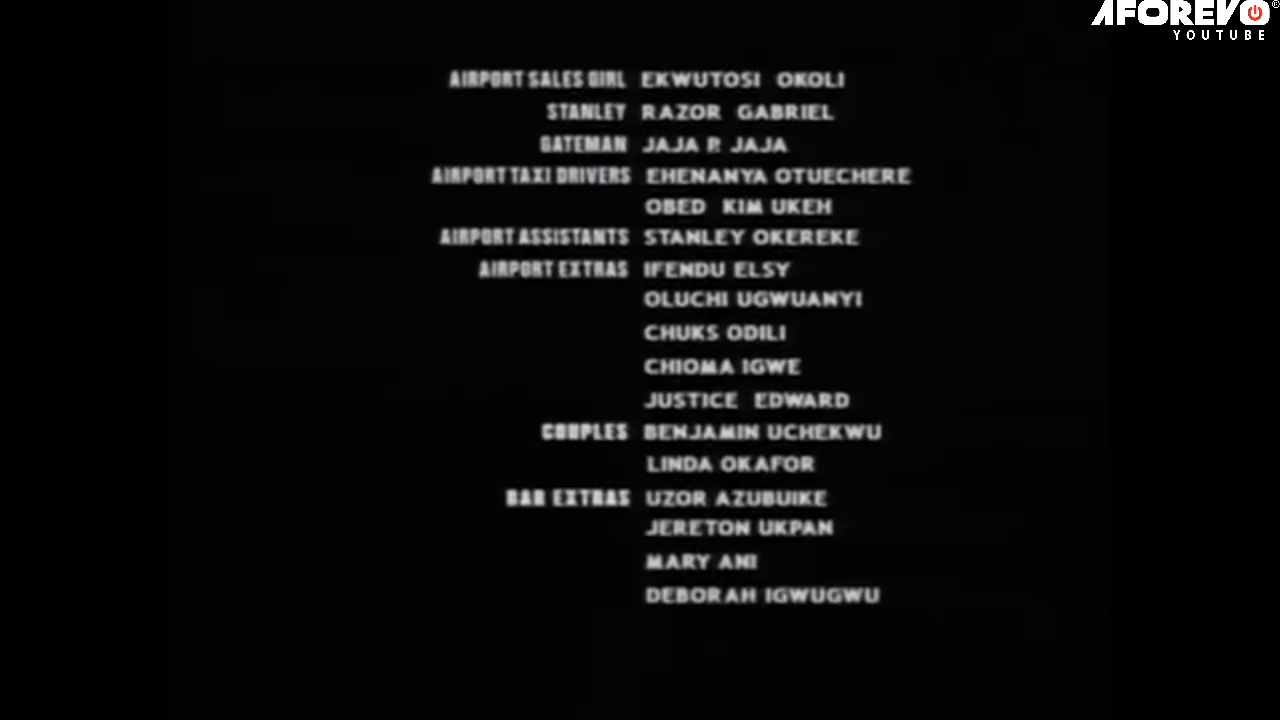 AFOREVO
YOUTUBE
AIRPORT SALES GIRL EKWUTOSI OKOLI
STANLEY RAZOR GABRIEL
GATEMAN JAJA P. JAJA
AIRPORT TAXI DRIVERS EHENANYA OTUECHERE
OBED KIM UKEH
AIRPORT ASSISTANTS STANLEY OKEREKE
AIRPORT EXTRAS IFENDU ELSY
OLUCHI UGWUANYI
CHUKS ODILI
CHIOMA IGWE
JUSTICE EDWARD
COUPLES BENJAMIN UCHEKWU
LINDA OKAFOR
BAR EXTRAS UZOR AZUBUIKE
JERETON UKPAN
MARY ANI
DEBORAH IGWUGWU